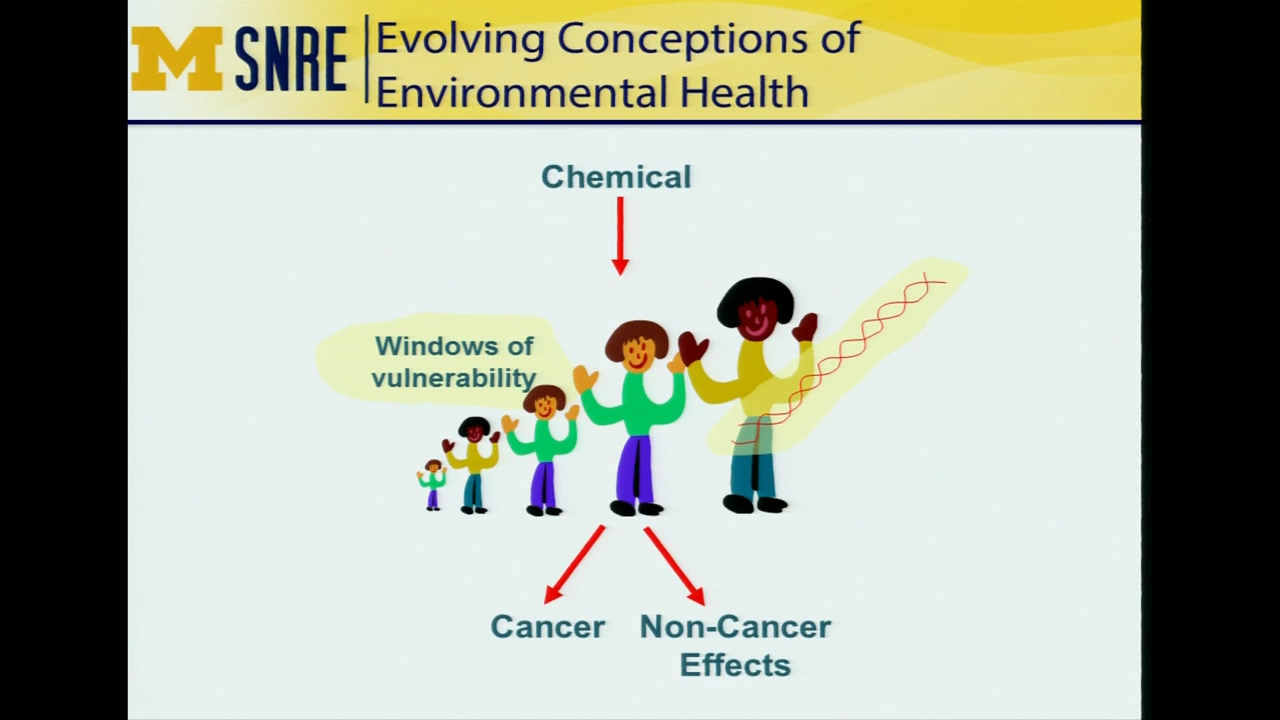 M SNRE
Evolving Conceptions of
Environmental Health
Chemical
Windows of
vulnerability
Cancer
Non-Cancer
Effects